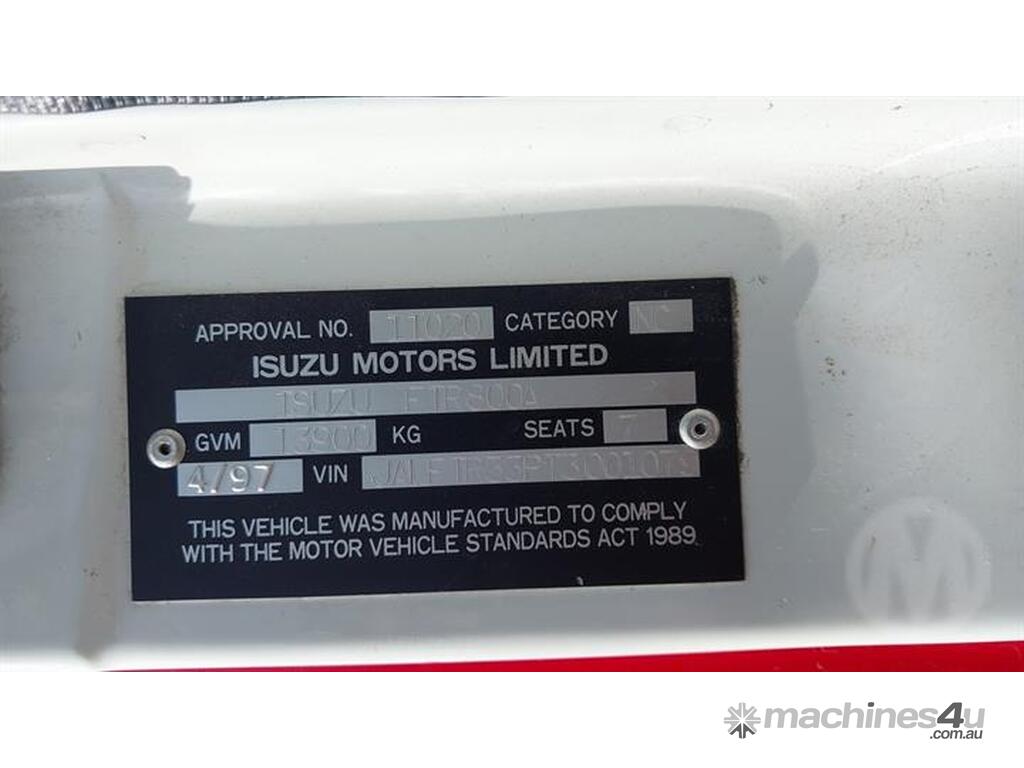 APPROVAL NO. 11020 CATEGORY NC
ISUZU MOTORS LIMITED
ISUZU FTR800A
GVM 13900 KG SEATS 7
4/97 VIN
THIS VEHICLE WAS MANUFACTURED TO COMPLY
WITH THE MOTOR VEHICLE STANDARDS ACT 1989.
M
machines4u
.com.au